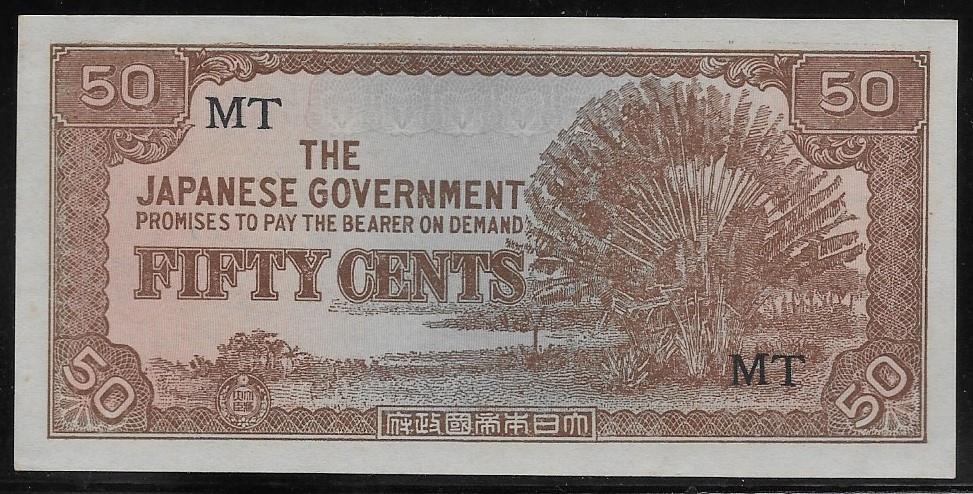 50 50
MT
THE
JAPANESE GOVERNMENT
PROMISES TO PAY THE BEARER ON DEMAND
FIFTY CENTS
MT
50 50
大日本帝國政府